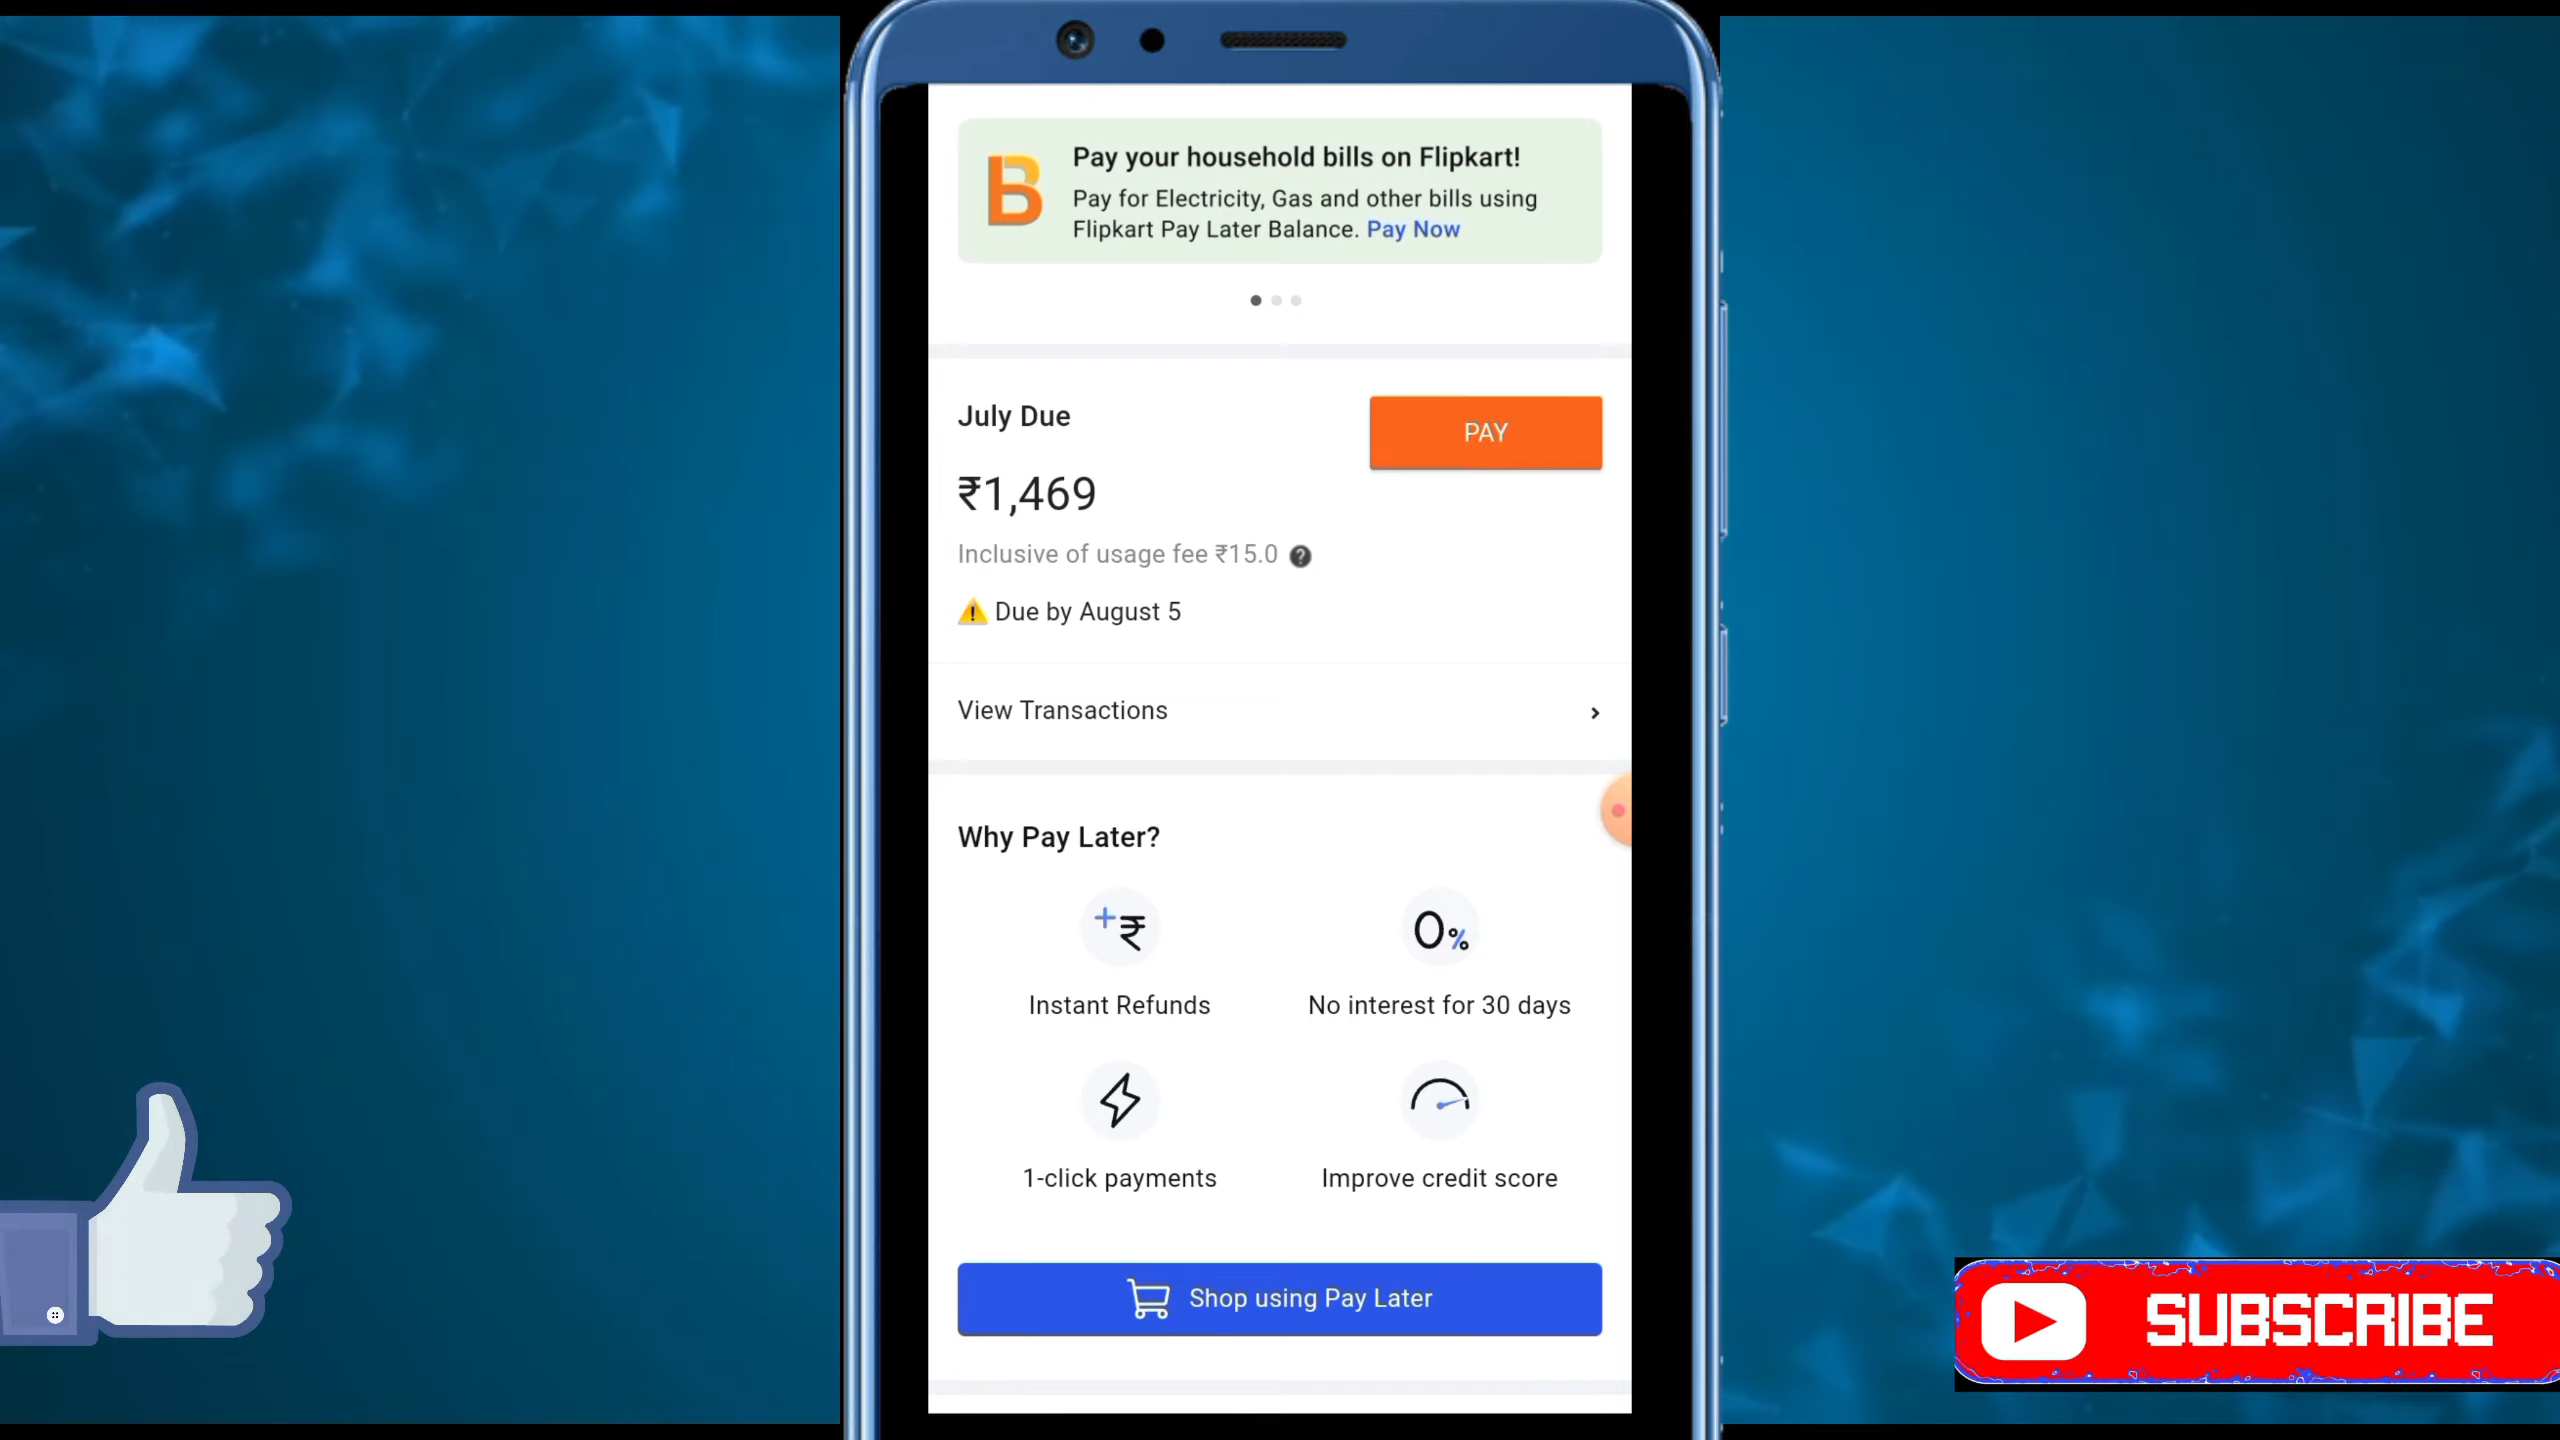 Pay your household bills on Flipkart!
Pay for Electricity, Gas and other bills using
Flipkart Pay Later Balance. Pay Now
July Due
PAY
₹1,469
Inclusive of usage fee ₹15.0
Due by August 5
View Transactions
Why Pay Later?
+₹
0%
Instant Refunds
No interest for 30 days
1-click payments
Improve credit score
Shop using Pay Later
SUBSCRIBE